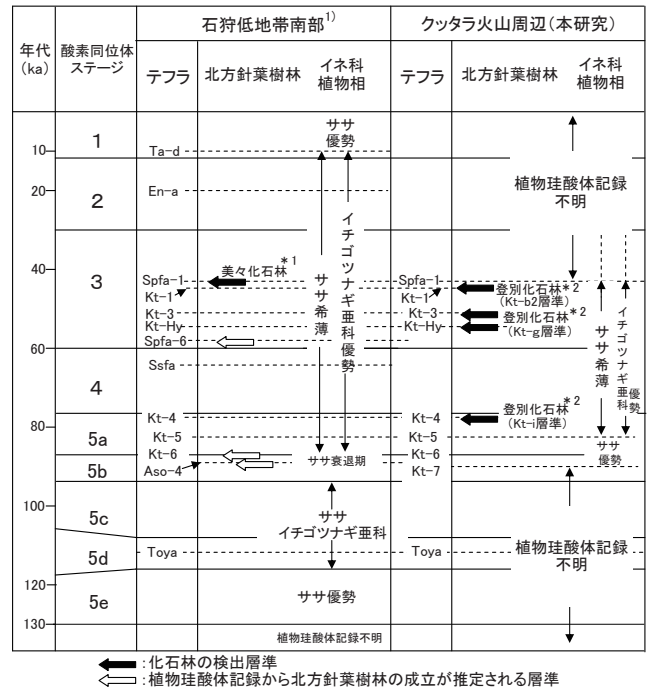 石狩低地帯南部1)
クッタラ火山周辺(本研究)
年代
(ka)
酸素同位体
ステージ
テフラ
北方針葉樹林
イネ科
植物相
テフラ
北方針葉樹林
イネ科
植物相
10
20
40
60
80
100
120
130
1
2
3
4
5a
5b
5c
5d
5e
Ta-d
En-a
Spfa-1
Kt-1
Kt-3
Kt-Hy
Spfa-6
Ssfa
Kt-4
Kt-5
Kt-6
Aso-4
Toya
美々化石林*1
ササ
優勢
ササ希薄
イチゴツナギ亜科優勢
ササ衰退期
ササ
イチゴツナギ亜科
ササ優勢
植物珪酸体記録不明
Spfa-1
Kt-1
Kt-3
Kt-Hy
Kt-4
Kt-5
Kt-6
Kt-7
Toya
登別化石林*2
(Kt-b2層準)
登別化石林*2
(Kt-g層準)
登別化石林*2
(Kt-i層準)
植物珪酸体記録
不明
ササ希薄
イチゴツナギ亜科
優勢
ササ
優勢
植物珪酸体記録
不明
:化石林の検出層準
:植物珪酸体記録から北方針葉樹林の成立が推定される層準